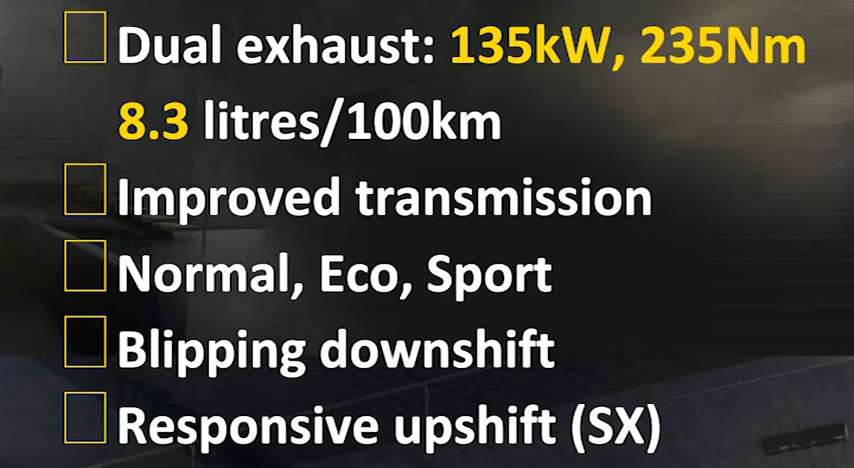 Dual exhaust: 135kW, 235Nm
8.3 litres/100km
Improved transmission
Normal, Eco, Sport
Blipping downshift
Responsive upshift (SX)